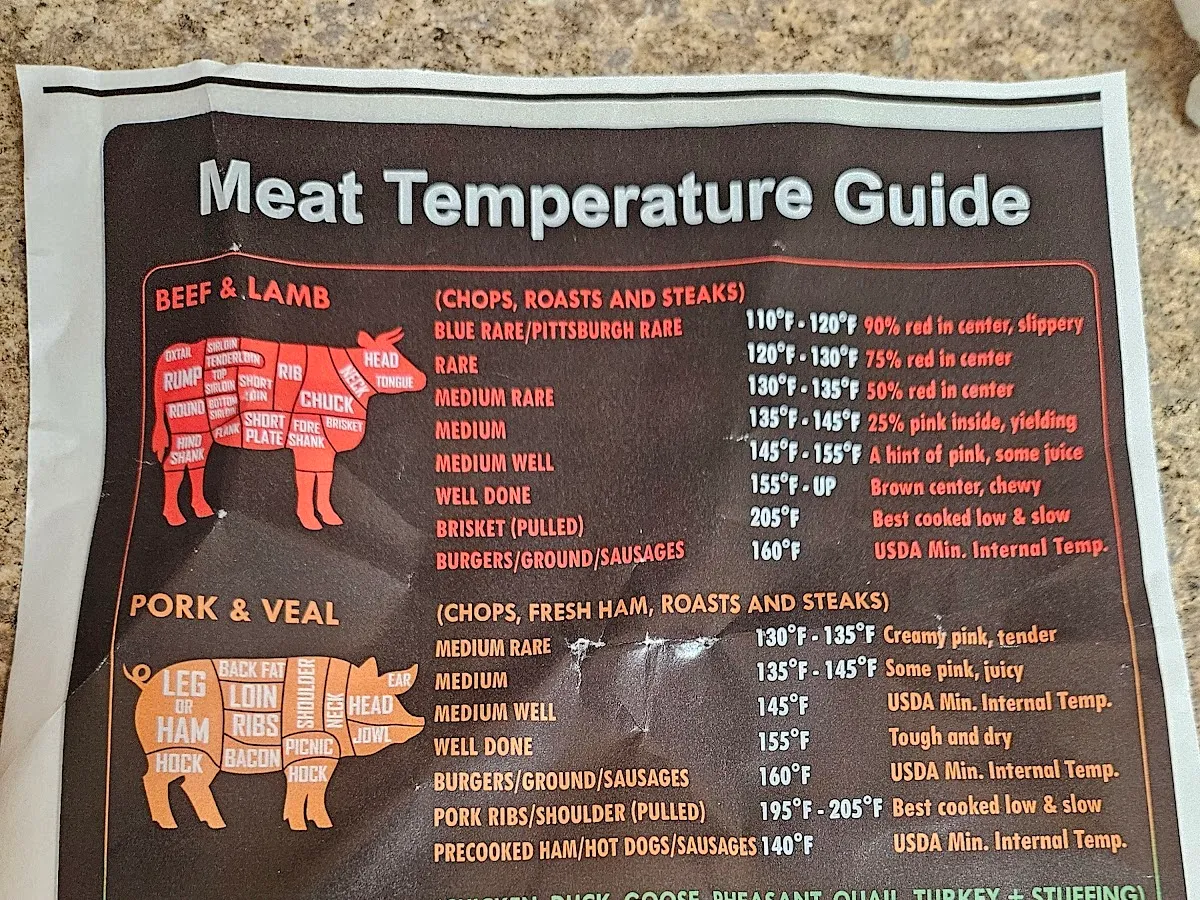 Meat Temperature Guide
BEEF & LAMB
(CHOPS, ROASTS AND STEAKS)
BLUE RARE/PITTSBURGH RARE 110°F - 120°F 90% red in center, slippery
RARE 120°F - 130°F 75% red in center
MEDIUM RARE 130°F - 135°F 50% red in center
MEDIUM 135°F - 145°F 25% pink inside, yielding
MEDIUM WELL 145°F - 155°F A hint of pink, some juice
WELL DONE 155°F - UP Brown center, chewy
BRISKET (PULLED) 205°F Best cooked low & slow
BURGERS/GROUND/SAUSAGES 160°F USDA Min. Internal Temp.
OXTAIL
SIRLOIN
TENDERLOIN
RUMP
TOP SIRLOIN
SHORT LOIN
RIB
NECK
HEAD
TONGUE
ROUND
BOTTOM SIRLOIN
CHUCK
HIND SHANK
FLANK
SHORT PLATE
FORE SHANK
BRISKET
PORK & VEAL
(CHOPS, FRESH HAM, ROASTS AND STEAKS)
MEDIUM RARE 130°F - 135°F Creamy pink, tender
MEDIUM 135°F - 145°F Some pink, juicy
MEDIUM WELL 145°F USDA Min. Internal Temp.
WELL DONE 155°F Tough and dry
BURGERS/GROUND/SAUSAGES 160°F USDA Min. Internal Temp.
PORK RIBS/SHOULDER (PULLED) 195°F - 205°F Best cooked low & slow
PRECOOKED HAM/HOT DOGS/SAUSAGES 140°F USDA Min. Internal Temp.
LEG
OR
HAM
HOCK
BACK FAT
LOIN
RIBS
BACON
SHOULDER
NECK
EAR
HEAD
JOWL
PICNIC
HOCK
DUCK, GOOSE, PHEASANT, QUAIL, TURKEY + STUFFING)